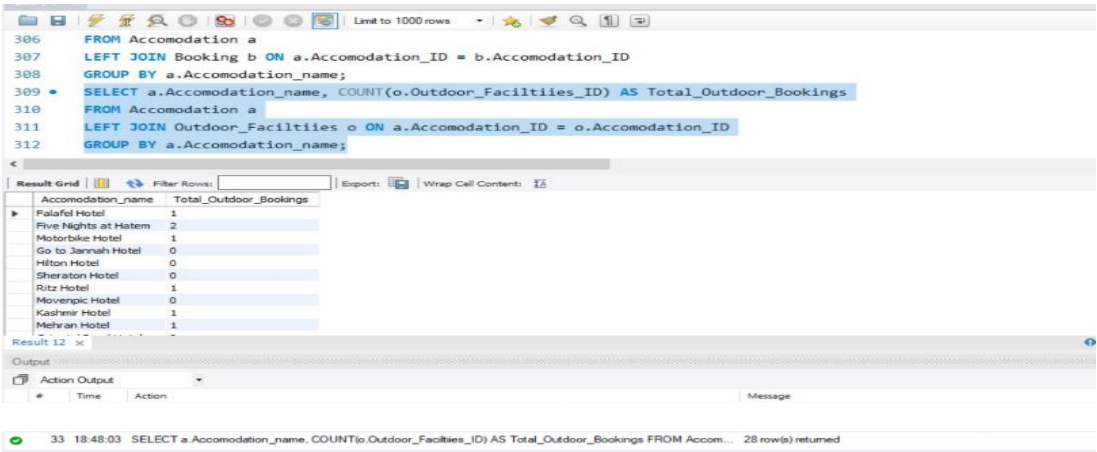 Limit to 1000 rows
306 FROM Accomodation a
307 LEFT JOIN Booking b ON a.Accomodation_ID = b.Accomodation_ID
308 GROUP BY a.Accomodation_name;
309 SELECT a.Accomodation_name, COUNT(o.Outdoor_Faciltiies_ID) AS Total_Outdoor_Bookings
310 FROM Accomodation a
311 LEFT JOIN Outdoor_Faciltiies o ON a.Accomodation_ID = o.Accomodation_ID
312 GROUP BY a.Accomodation_name;
Result Grid Filter Rows: Export: Wrap Cell Content:
Accomodation_name Total_Outdoor_Bookings
Falafel Hotel 1
Five Nights at Hatem 2
Motorbike Hotel 1
Go to Jannah Hotel 0
Hilton Hotel 0
Sheraton Hotel 0
Ritz Hotel 1
Movenpic Hotel 0
Kashmir Hotel 1
Mehran Hotel 1
Result 12
Output
Action Output
# Time Action Message
33 18:48:03 SELECT a.Accomodation_name, COUNT(o.Outdoor_Faciltiies_ID) AS Total_Outdoor_Bookings FROM Accom... 28 row(s) returned